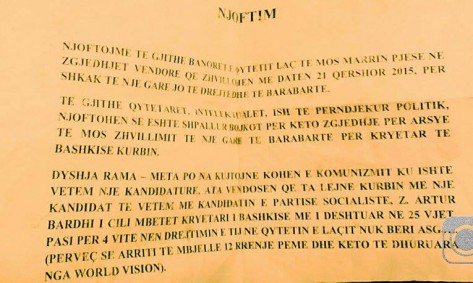 NJOFTIM
NJOFTOJME TE GJITHE BANORET E QYTETIT LAÇ TE MOS MARRIN PJESE NE
ZGJEDHJET VENDORE QE ZHVILLOHEN ME DATEN 21 QERSHOR 2015, PER
SHKAK TE NJE GARE JO TE DREJTE DHE TE BARABARTE.
TE GJITHE QYTETARET, INTELEKTUALET, ISH TE PERNDJEKUR POLITIK,
NJOFTOHEN SE ESHTE SHPALLUR BOJKOT PER KETO ZGJEDHJE PER ARSYE
TE MOS ZHVILLIMIT TE NJE GARE TE BARABARTE PER KRYETAR TE
BASHKISE KURBIN.
DYSHJA RAMA – META PO NA KUJTOJNE KOHEN E KOMUNIZMIT KU ISHTE
VETEM NJE KANDIDATURE. ATA VENDOSEN QE TA LEJNE KURBIN ME NJE
KANDIDAT TE VETEM ME KANDIDATIN E PARTISE SOCIALISTE, Z. ARTUR
BARDHI I CILI MBETET KRYETARI I BASHKISE ME I DESHTUAR NE 25 VJET
PASI PER 4 VITE NEN DREJTIMIN E TIJ NE QYTETIN E LAÇIT NUK BERI ASG....
(PERVEÇ SE ARRITI TE MBJELLE 12 RRENJE PEME DHE KETO TE DHURUARA
NGA WORLD VISION).